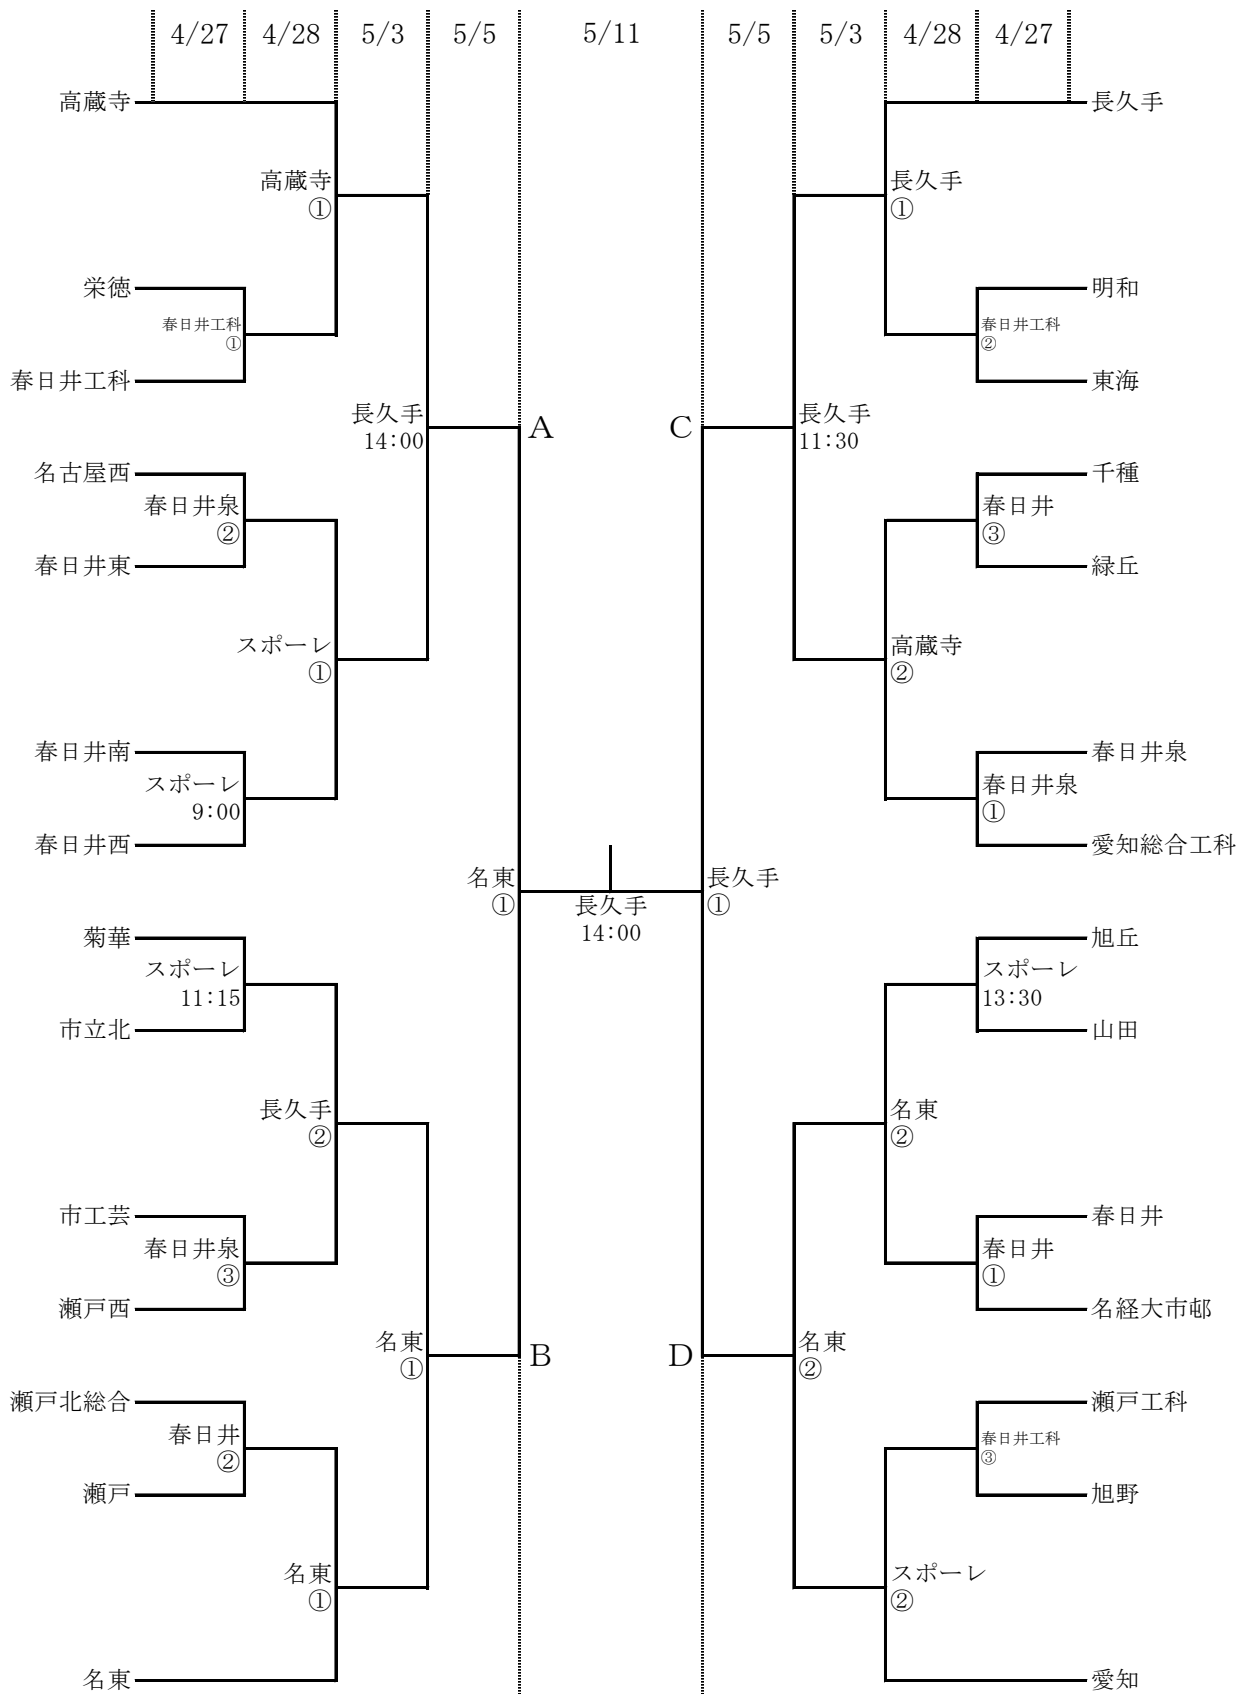 4/27 4/28 5/3 5/5 5/11 5/5 5/3 4/28 4/27
高蔵寺
長久手
高蔵寺
①
長久手
①
栄徳
明和
春日井工科
①
春日井工科
②
春日井工科
東海
長久手
14:00
A
C
長久手
11:30
名古屋西
千種
春日井泉
②
春日井
③
春日井東
緑丘
スポーレ
①
高蔵寺
②
春日井南
春日井泉
スポーレ
9:00
春日井泉
①
春日井西
愛知総合工科
名東
①
長久手
14:00
長久手
①
菊華
旭丘
スポーレ
11:15
スポーレ
13:30
市立北
山田
長久手
②
名東
②
市工芸
春日井
春日井泉
③
春日井
①
瀬戸西
名経大市邨
名東
①
B
D
名東
②
瀬戸北総合
瀬戸工科
春日井
②
春日井工科
③
瀬戸
旭野
名東
①
スポーレ
②
名東
愛知